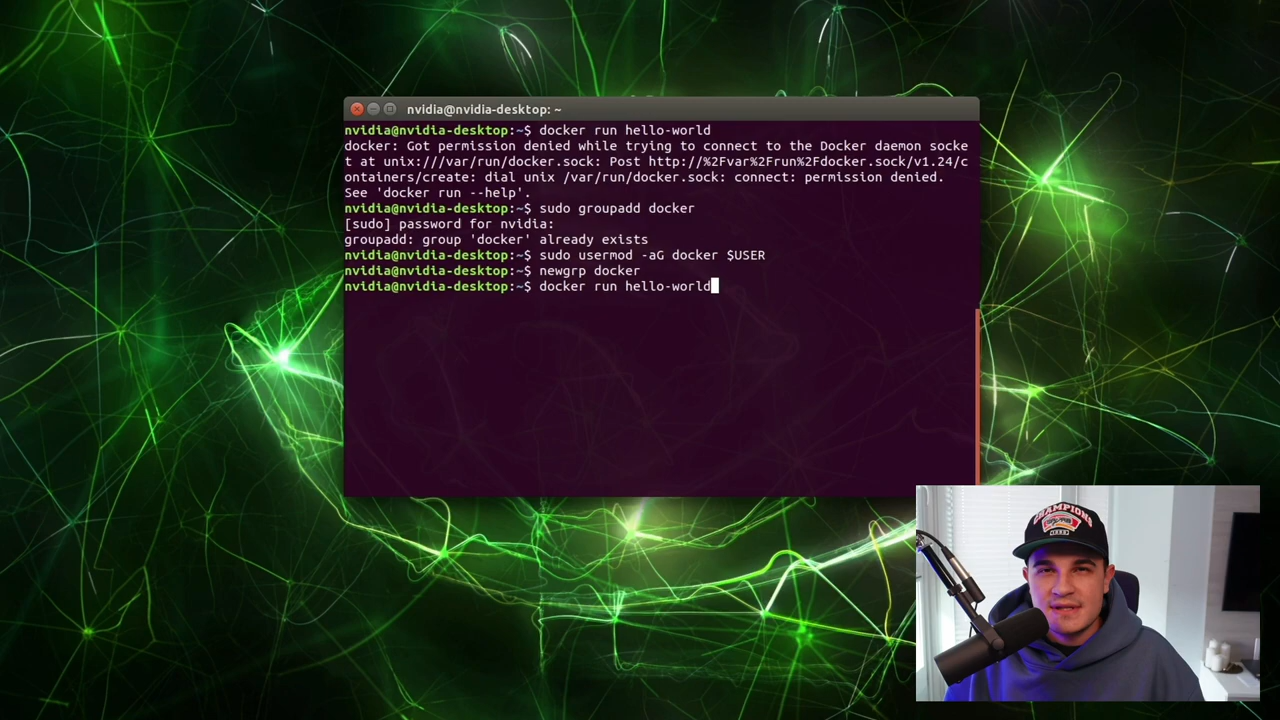 nvidia@nvidia-desktop: ~
nvidia@nvidia-desktop:~$ docker run hello-world
docker: Got permission denied while trying to connect to the Docker daemon socke
t at unix:///var/run/docker.sock: Post http://%2Fvar%2Frun%2Fdocker.sock/v1.24/c
ontainers/create: dial unix /var/run/docker.sock: connect: permission denied.
See 'docker run --help'.
nvidia@nvidia-desktop:~$ sudo groupadd docker
[sudo] password for nvidia:
groupadd: group 'docker' already exists
nvidia@nvidia-desktop:~$ sudo usermod -aG docker $USER
nvidia@nvidia-desktop:~$ newgrp docker
nvidia@nvidia-desktop:~$ docker run hello-world
CHAMPIONS